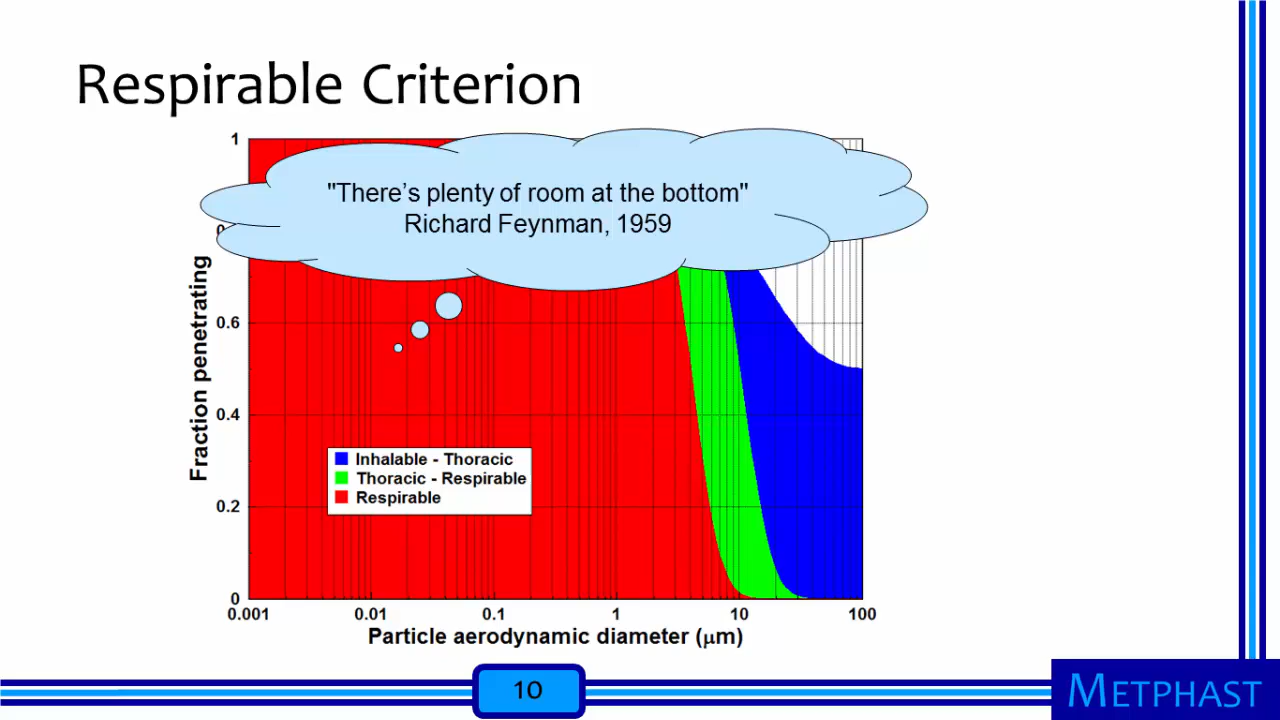 Respirable Criterion
"There’s plenty of room at the bottom"
Richard Feynman, 1959
Fraction penetrating
1
0.6
0.4
0.2
0
Inhalable - Thoracic
Thoracic - Respirable
Respirable
0.001 0.01 0.1 1 10 100
Particle aerodynamic diameter (μm)
10
METPHAST